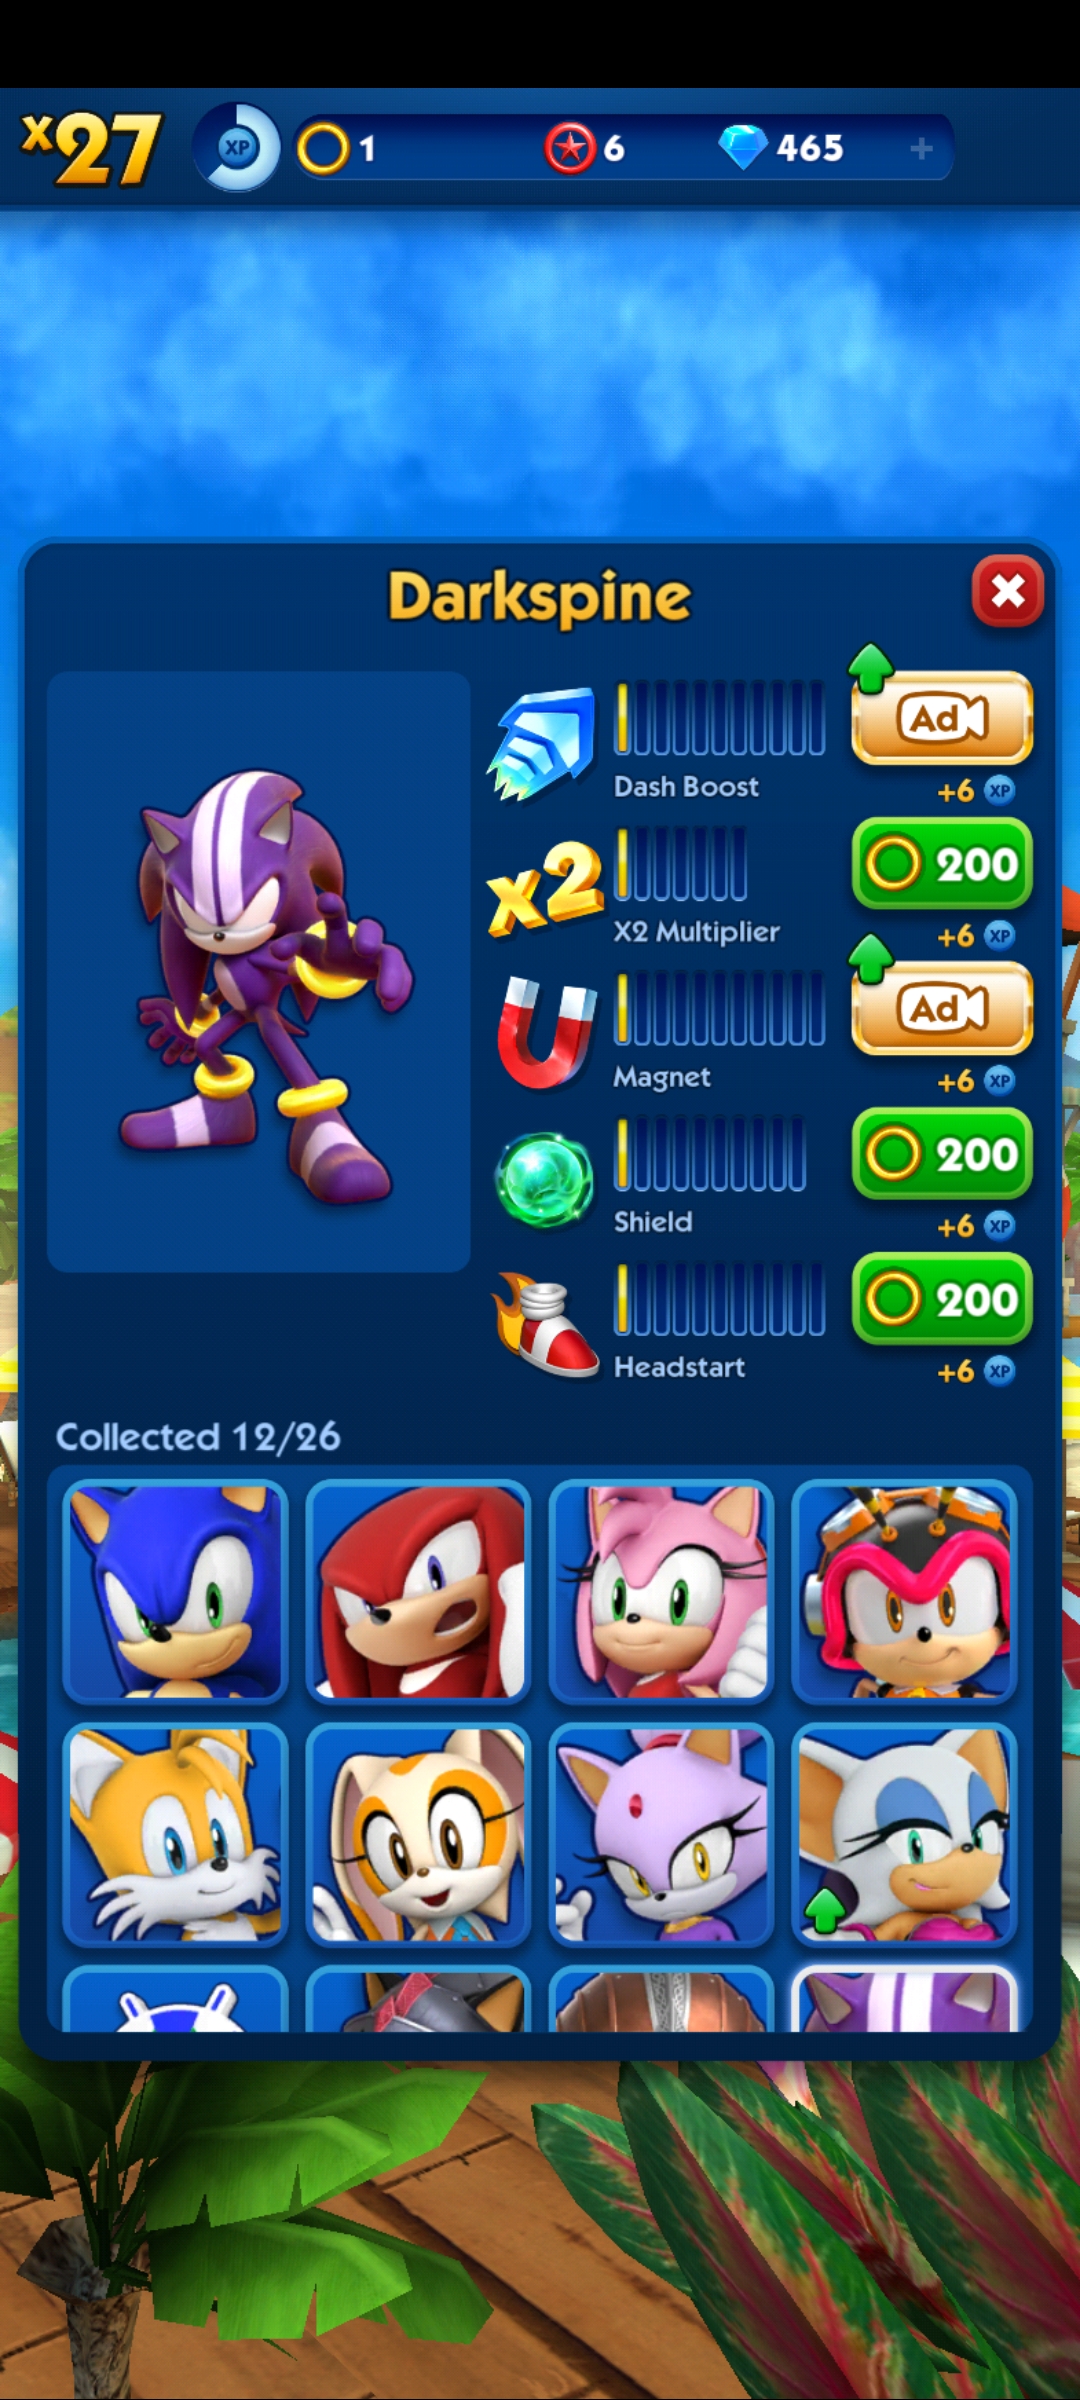 x27
XP
1
6
465
+
Darkspine
Ad
Dash Boost
+6 XP
x2
200
X2 Multiplier
+6 XP
Ad
Magnet
+6 XP
200
Shield
+6 XP
200
Headstart
+6 XP
Collected 12/26